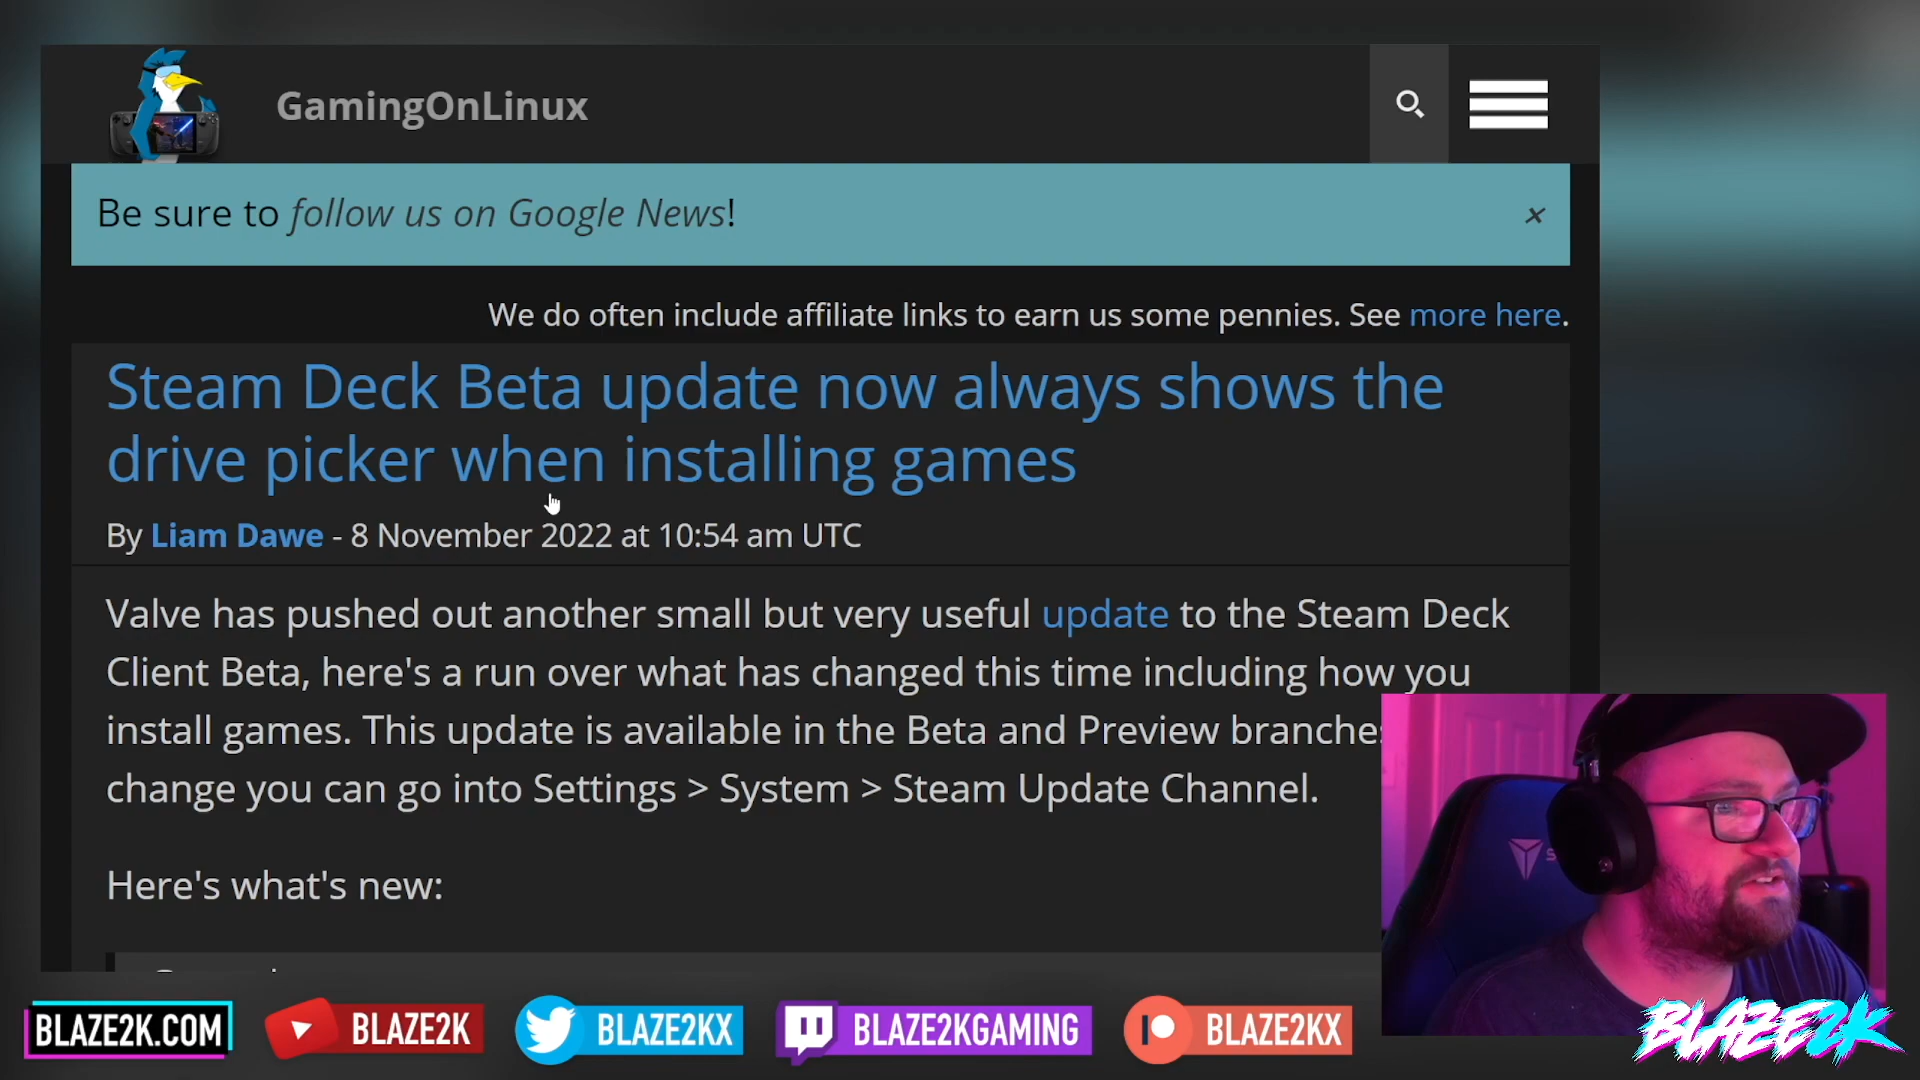 GamingOnLinux
Be sure to follow us on Google News!
×
We do often include affiliate links to earn us some pennies. See more here.
Steam Deck Beta update now always shows the
drive picker when installing games
By Liam Dawe - 8 November 2022 at 10:54 am UTC
Valve has pushed out another small but very useful update to the Steam Deck
Client Beta, here's a run over what has changed this time including how you
install games. This update is available in the Beta and Preview branches
change you can go into Settings > System > Steam Update Channel.
Here's what's new:
BLAZE2K.COM
BLAZE2K
BLAZE2KX
BLAZE2KGAMING
BLAZE2KX
BLAZE2K